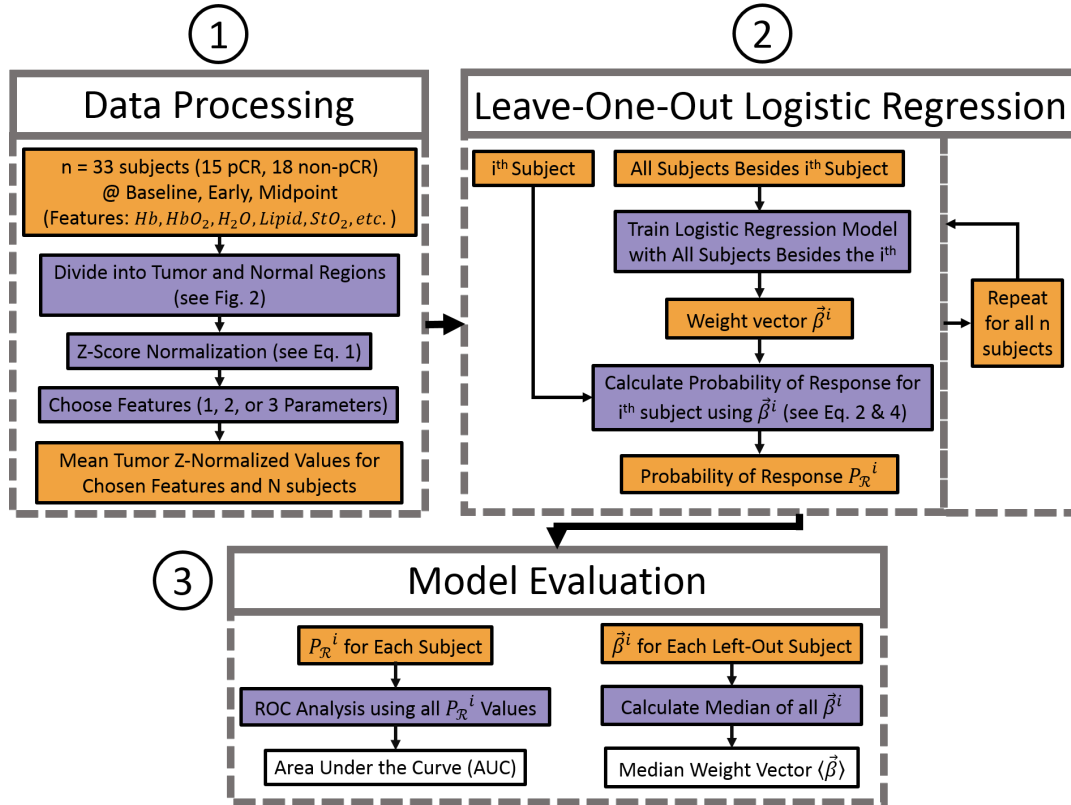 1
Data Processing
n = 33 subjects (15 pCR, 18 non-pCR)
@ Baseline, Early, Midpoint
(Features: Hb, HbO₂, H₂O, Lipid, StO₂, etc.)
Divide into Tumor and Normal Regions
(see Fig. 2)
Z-Score Normalization (see Eq. 1)
Choose Features (1, 2, or 3 Parameters)
Mean Tumor Z-Normalized Values for
Chosen Features and N subjects
2
Leave-One-Out Logistic Regression
iᵗʰ Subject
All Subjects Besides iᵗʰ Subject
Train Logistic Regression Model
with All Subjects Besides the iᵗʰ
Weight vector β⃗ⁱ
Calculate Probability of Response for
iᵗʰ subject using β⃗ⁱ (see Eq. 2 & 4)
Probability of Response P_ℛⁱ
Repeat
for all n
subjects
3
Model Evaluation
P_ℛⁱ for Each Subject
ROC Analysis using all P_ℛⁱ Values
Area Under the Curve (AUC)
β⃗ⁱ for Each Left-Out Subject
Calculate Median of all β⃗ⁱ
Median Weight Vector ⟨β⃗⟩